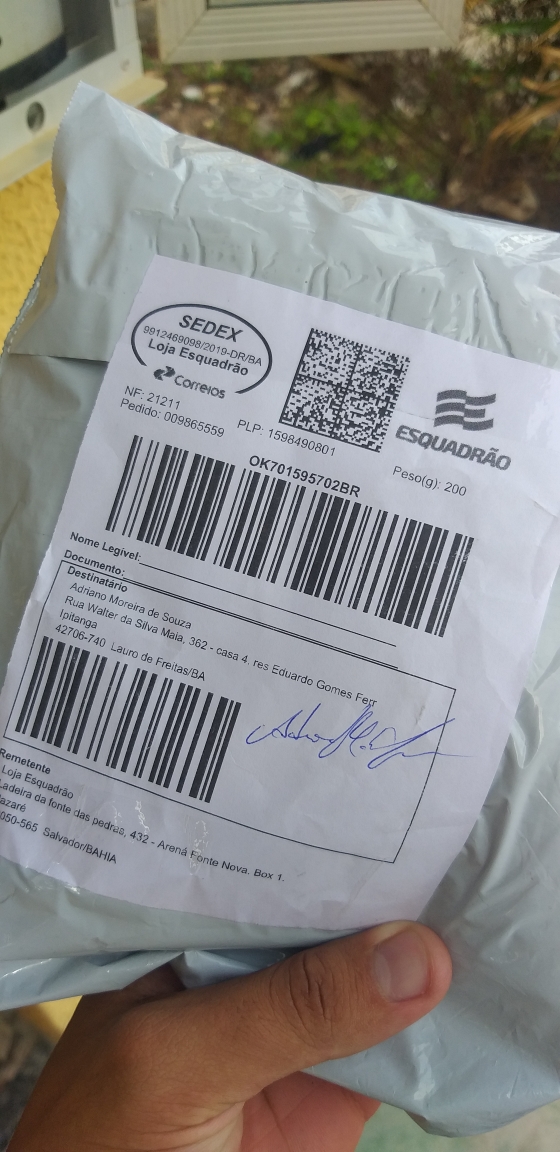 SEDEX
9912469098/2019-DR/BA
Loja Esquadrão
Correios
NF: 21211
Pedido: 009865559
PLP: 1598490801
ESQUADRÃO
Peso(g): 200
OK701595702BR
Nome Legível:
Documento:
Destinatário
Adriano Moreira de Souza
Rua Walter da Silva Maia, 362 - casa 4, res Eduardo Gomes Ferr
Ipitanga
42706-740 Lauro de Freitas/BA
Remetente
Loja Esquadrão
adeira da fonte das pedras, 432 - Arena Fonte Nova, Box 1.
azaré
050-565 Salvador/BAHIA